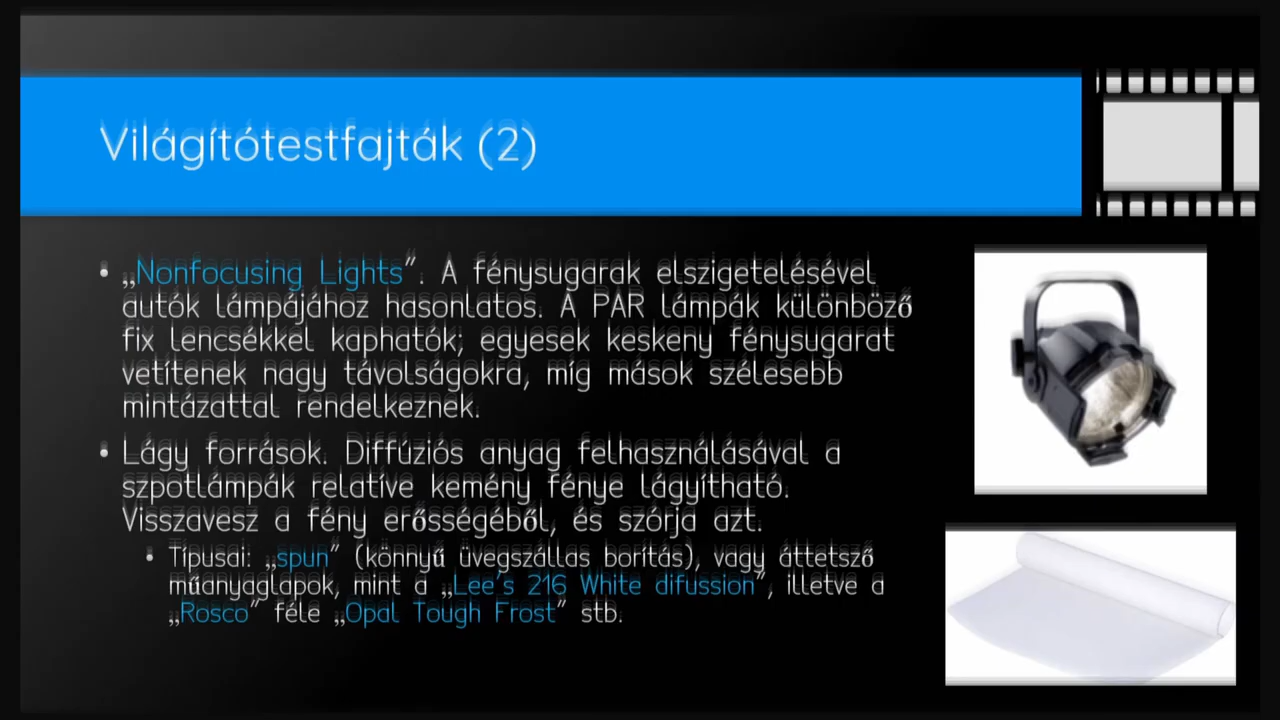 Világítótestfajták (2)
• „Nonfocusing Lights”. A fénysugarak elszigetelésével
autók lámpájához hasonlatos. A PAR lámpák különböző
fix lencsékkel kaphatók; egyesek keskeny fénysugarat
vetítenek nagy távolságokra, míg mások szélesebb
mintázattal rendelkeznek.
• Lágy források. Diffúziós anyag felhasználásával a
szpotlámpák relatíve kemény fénye lágyítható.
Visszavesz a fény erősségéből, és szórja azt.
• Típusai: „spun” (könnyű üvegszállas borítás), vagy áttetsző
műanyaglapok, mint a „Lee's 216 White difussion”, illetve a
„Rosco” féle „Opal Tough Frost” stb.